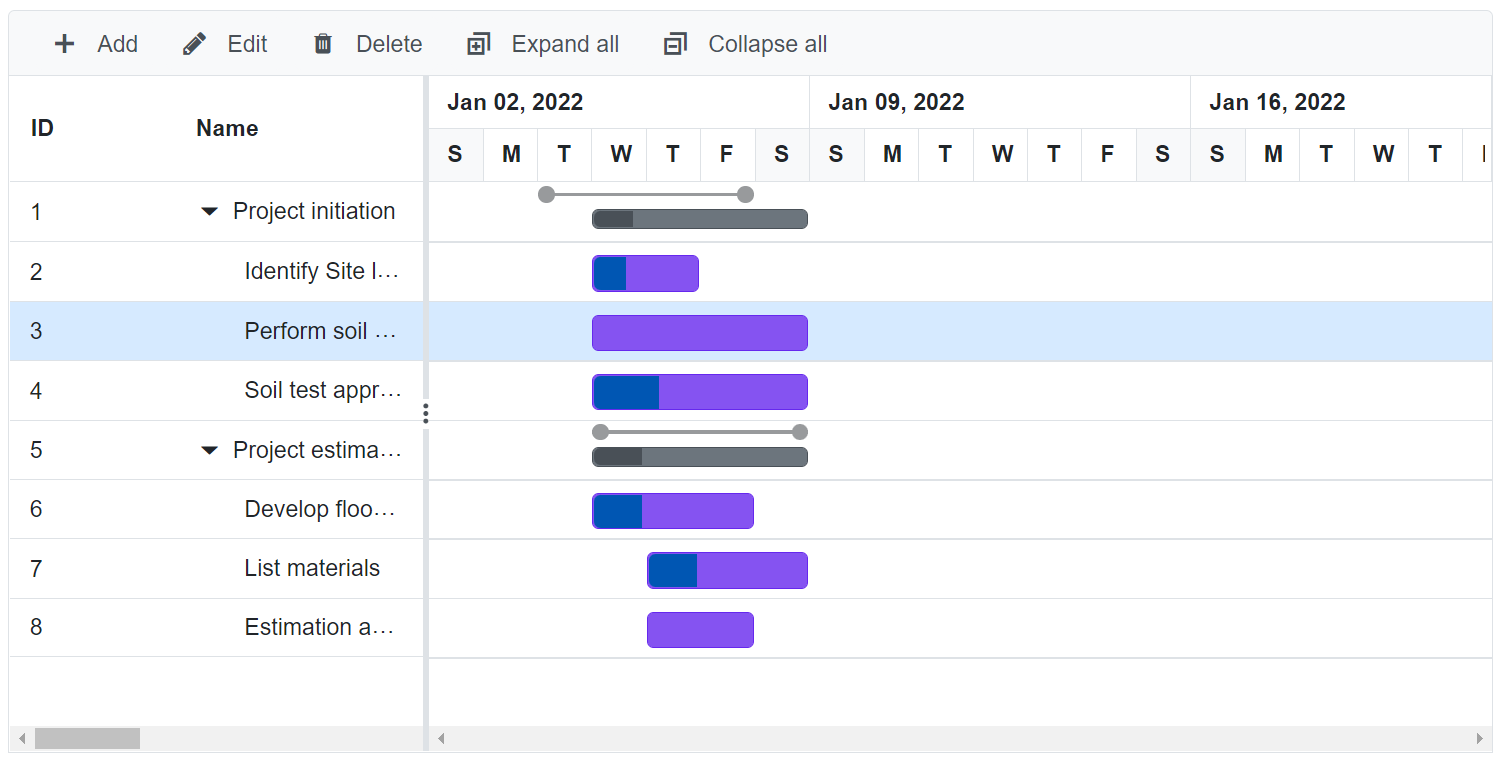 Add Edit Delete Expand all Collapse all
ID Name Jan 02, 2022 Jan 09, 2022 Jan 16, 2022
S M T W T F S S M T W T F S S M T W T
1 Project initiation
2 Identify Site l...
3 Perform soil ...
4 Soil test appr...
5 Project estima...
6 Develop floo...
7 List materials
8 Estimation a...